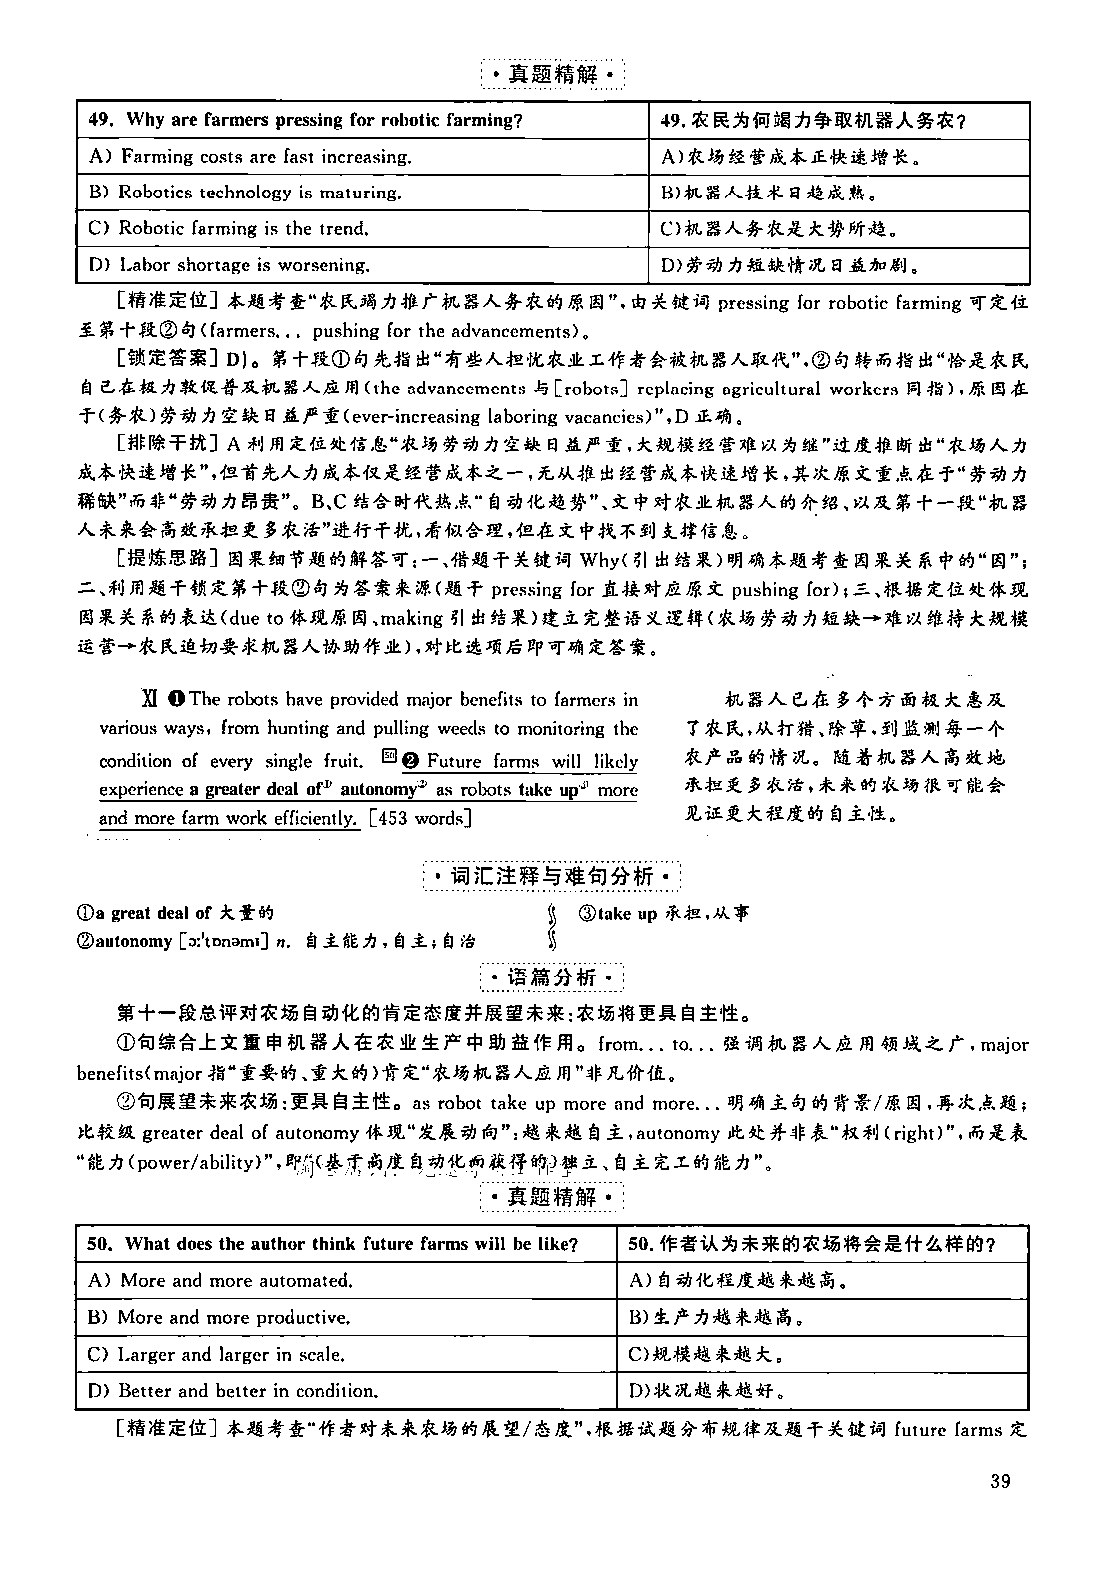 ·真题精解·
49. Why are farmers pressing for robotic farming? 49.农民为何竭力争取机器人务农?
A) Farming costs are fast increasing. A)农场经营成本正快速增长。
B) Robotics technology is maturing. B)机器人技术日趋成熟。
C) Robotic farming is the trend. C)机器人务农是大势所趋。
D) Labor shortage is worsening. D)劳动力短缺情况日益加剧。
[精准定位] 本题考查“农民竭力推广机器人务农的原因”,由关键词 pressing for robotic farming 可定位
至第十段②句(farmers... pushing for the advancements)。
[锁定答案] D)。第十段①句先指出“有些人担忧农业工作者会被机器人取代”,②句转而指出“恰是农民
自己在极力敦促普及机器人应用(the advancements 与[robots] replacing agricultural workers 同指),原因在
于(务农)劳动力空缺日益严重(ever-increasing laboring vacancies)”,D 正确。
[排除干扰] A 利用定位处信息“农场劳动力空缺日益严重,大规模经营难以为继”过度推断出“农场人力
成本快速增长”,但首先人力成本仅是经营成本之一,无从推出经营成本快速增长,其次原文重点在于“劳动力
稀缺”而非“劳动力昂贵”。B、C 结合时代热点“自动化趋势”、文中对农业机器人的介绍、以及第十一段“机器
人未来会高效承担更多农活”进行干扰,看似合理,但在文中找不到支撑信息。
[提炼思路] 因果细节题的解答可:一、借题干关键词 Why(引出结果)明确本题考查因果关系中的“因”;
二、利用题干锁定第十段②句为答案来源(题干 pressing for 直接对应原文 pushing for);三、根据定位处体现
因果关系的表达(due to 体现原因、making 引出结果)建立完整语义逻辑(农场劳动力短缺→难以维持大规模
运营→农民迫切要求机器人协助作业),对比选项后即可确定答案。
Ⅺ ❶The robots have provided major benefits to farmers in
various ways, from hunting and pulling weeds to monitoring the
condition of every single fruit. 50 ❷ Future farms will likely
experience a greater deal of① autonomy② as robots take up③ more
and more farm work efficiently. [453 words]
机器人已在多个方面极大惠及
了农民,从打猎、除草,到监测每一个
农产品的情况。随着机器人高效地
承担更多农活,未来的农场很可能会
见证更大程度的自主性。
·词汇注释与难句分析·
①a great deal of 大量的
②autonomy [ɔːˈtɒnəmɪ] n. 自主能力,自主;自治
③take up 承担,从事
·语篇分析·
第十一段总评对农场自动化的肯定态度并展望未来:农场将更具自主性。
①句综合上文重申机器人在农业生产中助益作用。from... to... 强调机器人应用领域之广,major
benefits(major 指“重要的、重大的)肯定“农场机器人应用”非凡价值。
②句展望未来农场:更具自主性。as robot take up more and more... 明确主句的背景/原因,再次点题;
比较级 greater deal of autonomy 体现“发展动向”:越来越自主,autonomy 此处并非表“权利(right)”,而是表
“能力(power/ability)”,即“(基于高度自动化而获得的)独立、自主完工的能力”。
·真题精解·
50. What does the author think future farms will be like? 50.作者认为未来的农场将会是什么样的?
A) More and more automated. A)自动化程度越来越高。
B) More and more productive. B)生产力越来越高。
C) Larger and larger in scale. C)规模越来越大。
D) Better and better in condition. D)状况越来越好。
[精准定位] 本题考查“作者对未来农场的展望/态度”,根据试题分布规律及题干关键词 future farms 定
39